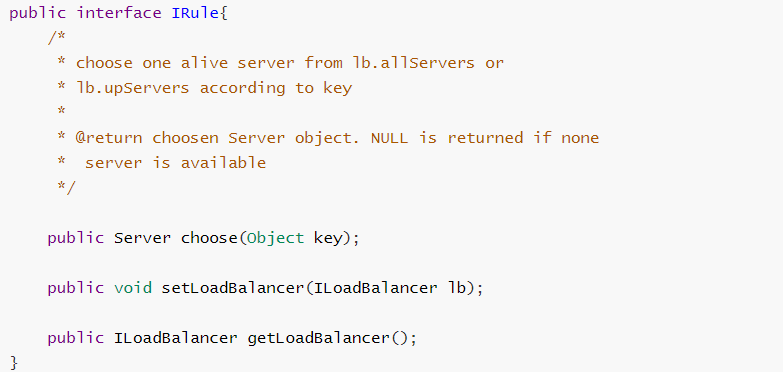 public interface IRule{
    /*
     * choose one alive server from lb.allServers or
     * lb.upServers according to key
     *
     * @return choosen Server object. NULL is returned if none
     *  server is available
     */

    public Server choose(Object key);

    public void setLoadBalancer(ILoadBalancer lb);

    public ILoadBalancer getLoadBalancer();
}